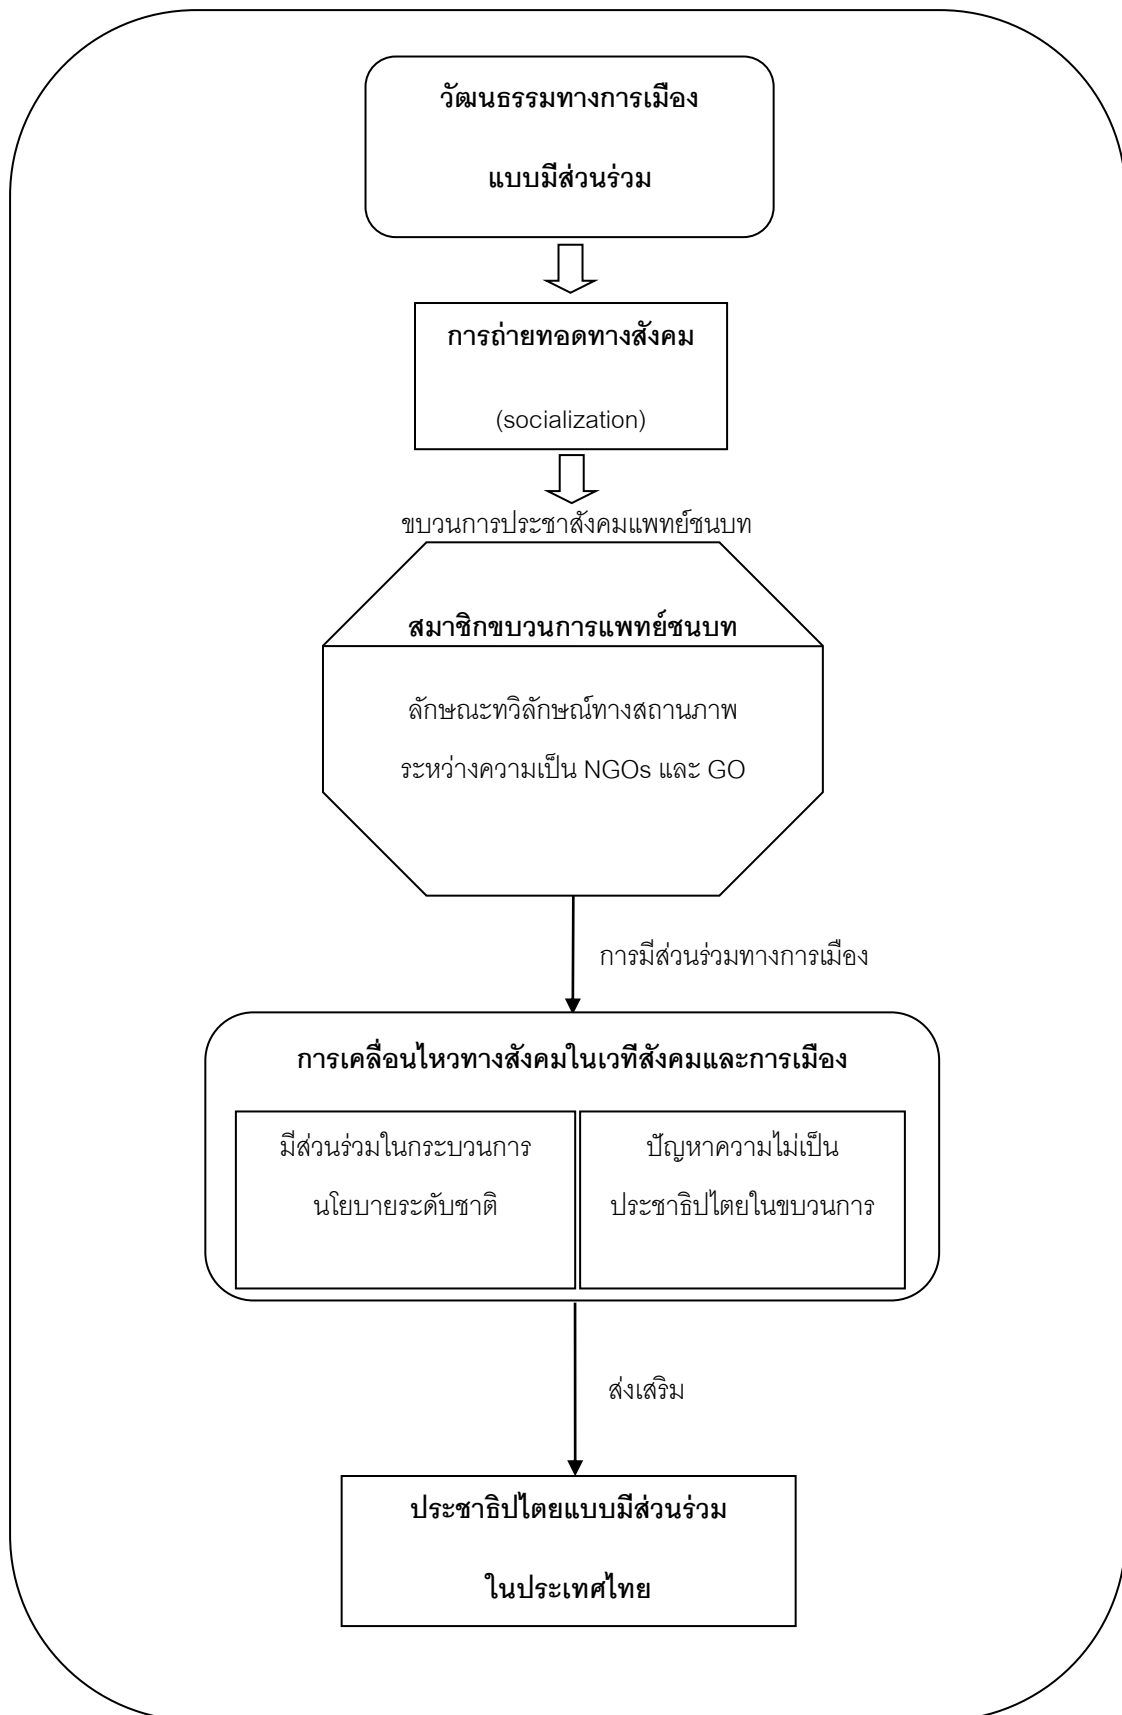 วัฒนธรรมทางการเมือง
แบบมีส่วนร่วม
การถ่ายทอดทางสังคม
(socialization)
ขบวนการประชาสังคมแพทย์ชนบท
สมาชิกขบวนการแพทย์ชนบท
ลักษณะทวิลักษณ์ทางสถานภาพ
ระหว่างความเป็น NGOs และ GO
การมีส่วนร่วมทางการเมือง
การเคลื่อนไหวทางสังคมในเวทีสังคมและการเมือง
มีส่วนร่วมในกระบวนการ
นโยบายระดับชาติ
ปัญหาความไม่เป็น
ประชาธิปไตยในขบวนการ
ส่งเสริม
ประชาธิปไตยแบบมีส่วนร่วม
ในประเทศไทย